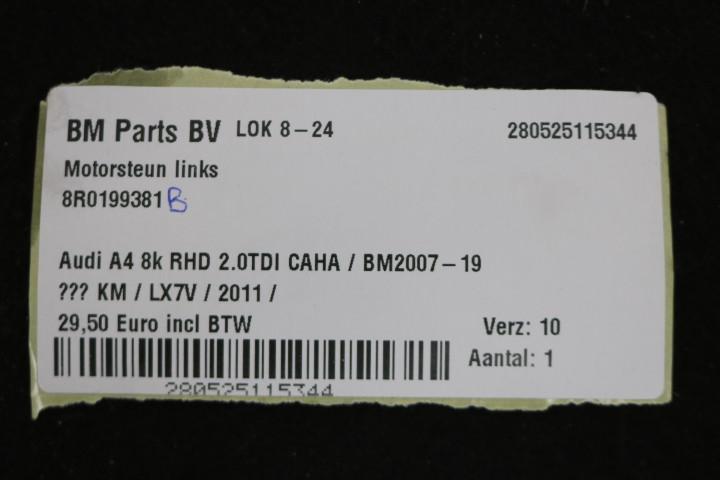 BM Parts BV LOK 8-24 280525115344
Motorsteun links
8R0199381 B
Audi A4 8k RHD 2.0TDI CAHA / BM2007-19
??? KM / LX7V / 2011 /
29,50 Euro incl BTW Verz: 10
Aantal: 1
280525115344